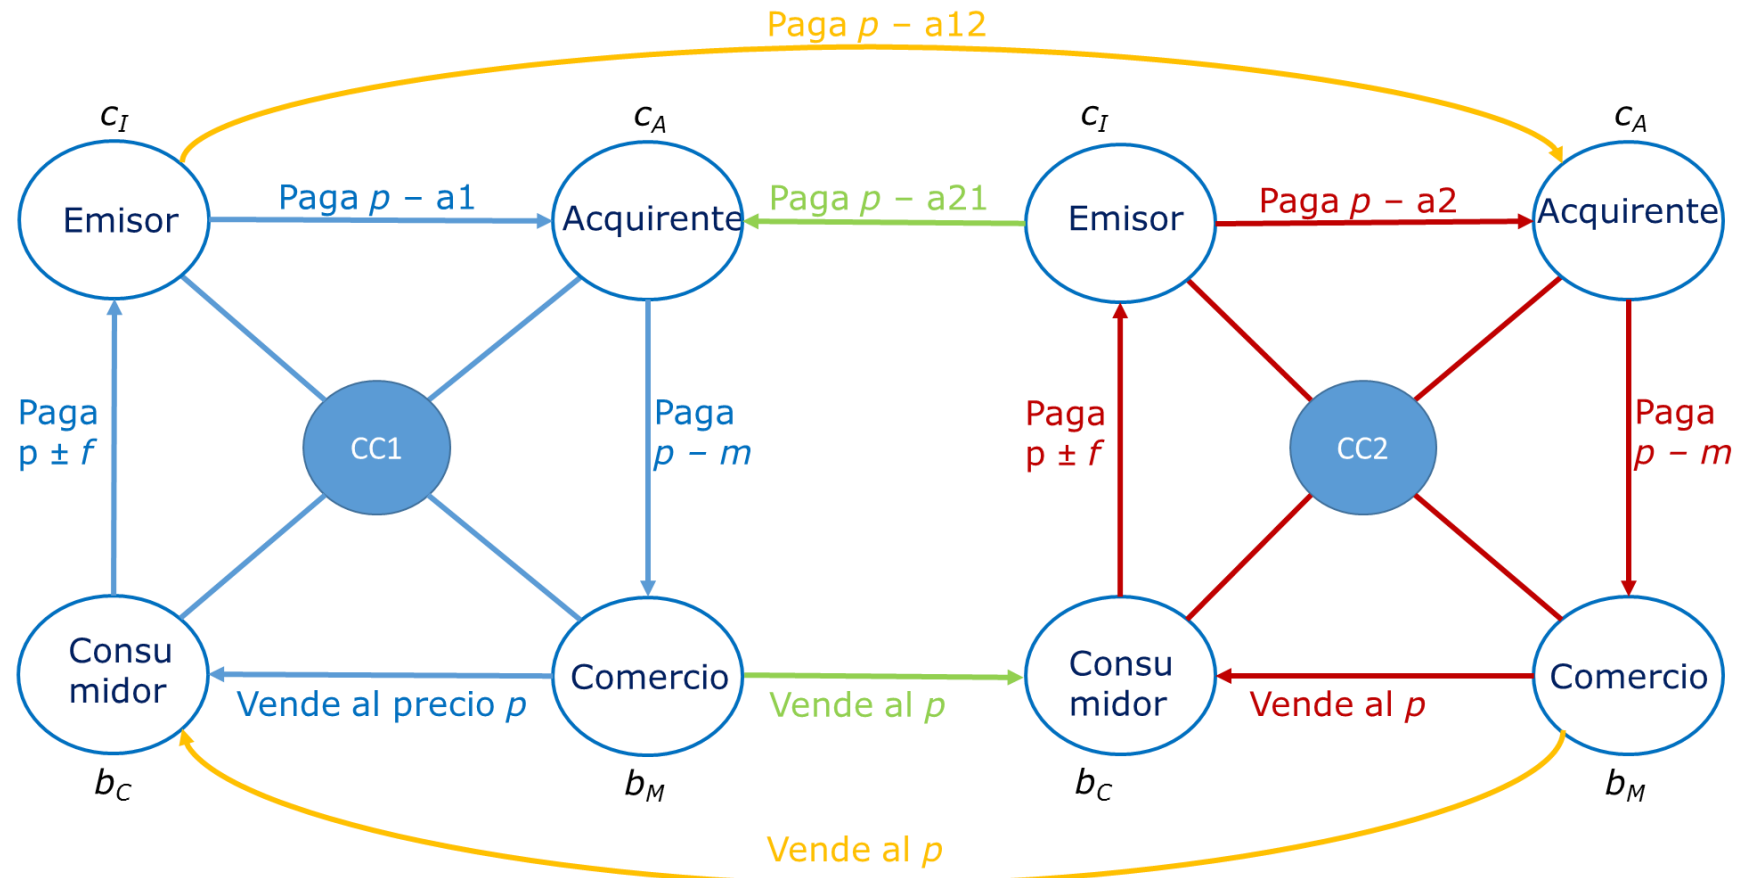 Paga p – a12
c_I
c_A
c_I
c_A
Emisor
Paga p – a1
Acquirente
Paga p – a21
Emisor
Paga p – a2
Acquirente
Paga
p ± f
CC1
Paga
p – m
Paga
p ± f
CC2
Paga
p – m
Consu
midor
Vende al precio p
Comercio
Vende al p
Consu
midor
Vende al p
Comercio
b_C
b_M
b_C
b_M
Vende al p